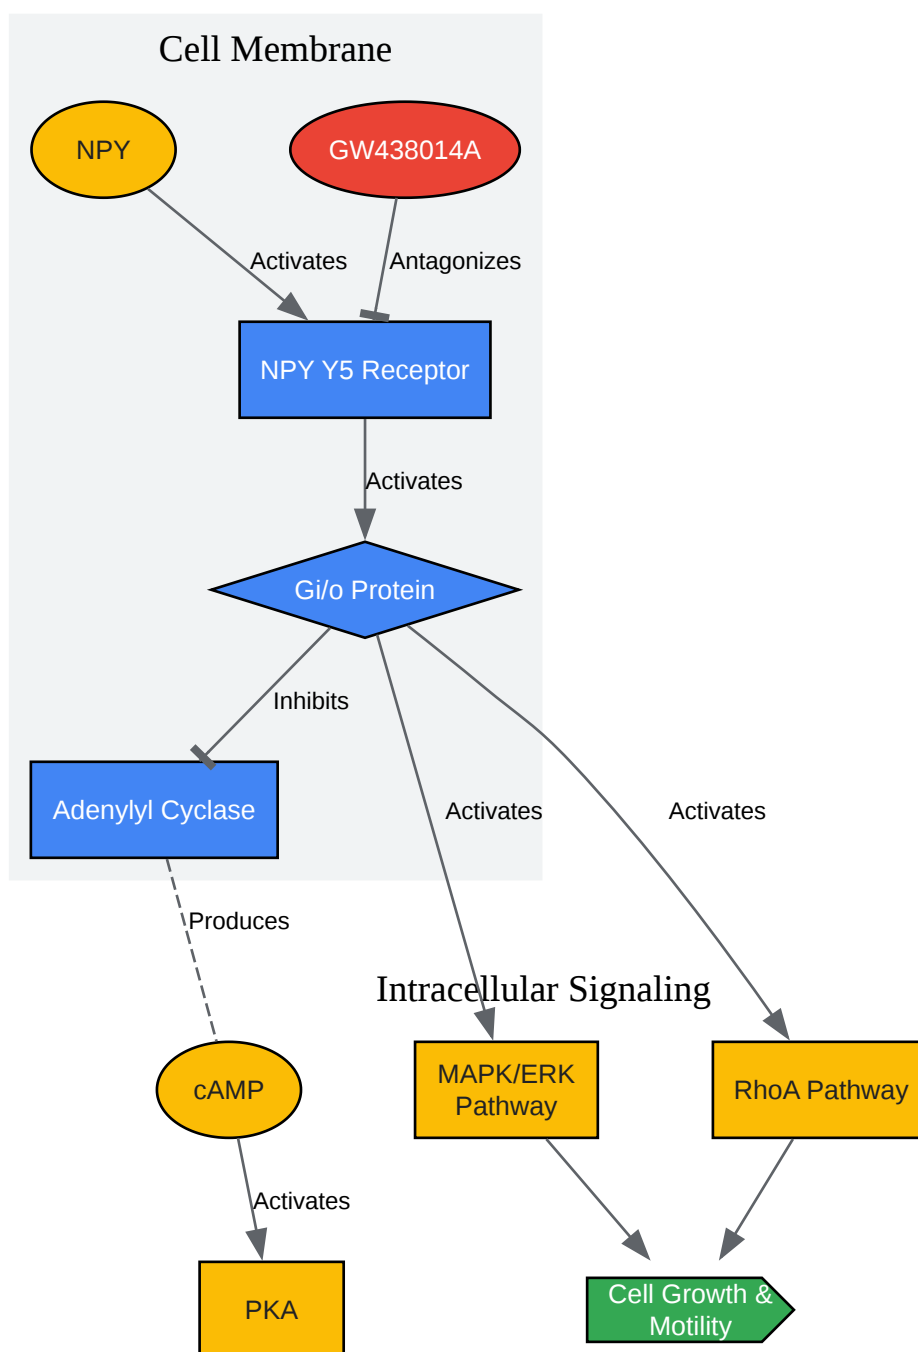 Cell Membrane
NPY
GW438014A
Activates
Antagonizes
NPY Y5 Receptor
Activates
Gi/o Protein
Inhibits
Adenylyl Cyclase
Activates
Activates
Produces
Intracellular Signaling
cAMP
MAPK/ERK
Pathway
RhoA Pathway
Activates
PKA
Cell Growth &
Motility